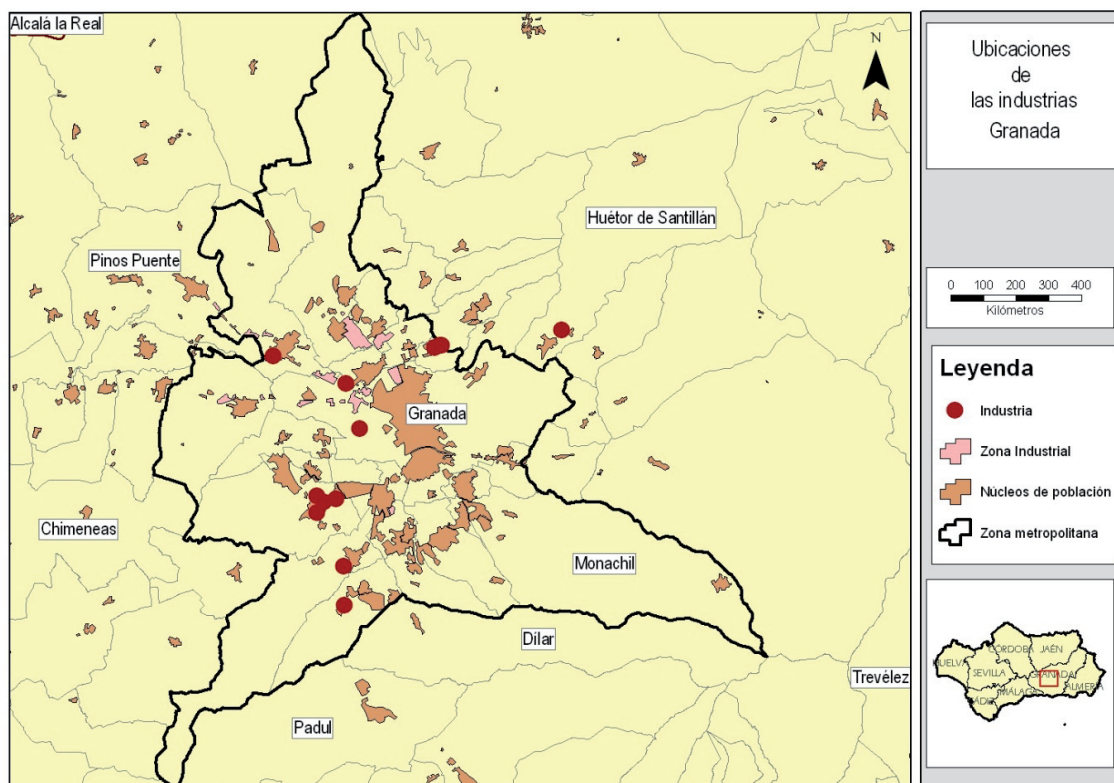 Alcalá la Real
N
Huétor de Santillán
Pinos Puente
Granada
Chimeneas
Monachil
Dílar
Trevélez
Padul
Ubicaciones
de
las industrias
Granada
0 100 200 300 400
Kilómetros
Leyenda
Industria
Zona Industrial
Núcleos de población
Zona metropolitana
CÓRDOBA JAÉN
HUELVA SEVILLA GRANADA
MÁLAGA ALMERÍA
CÁDIZ